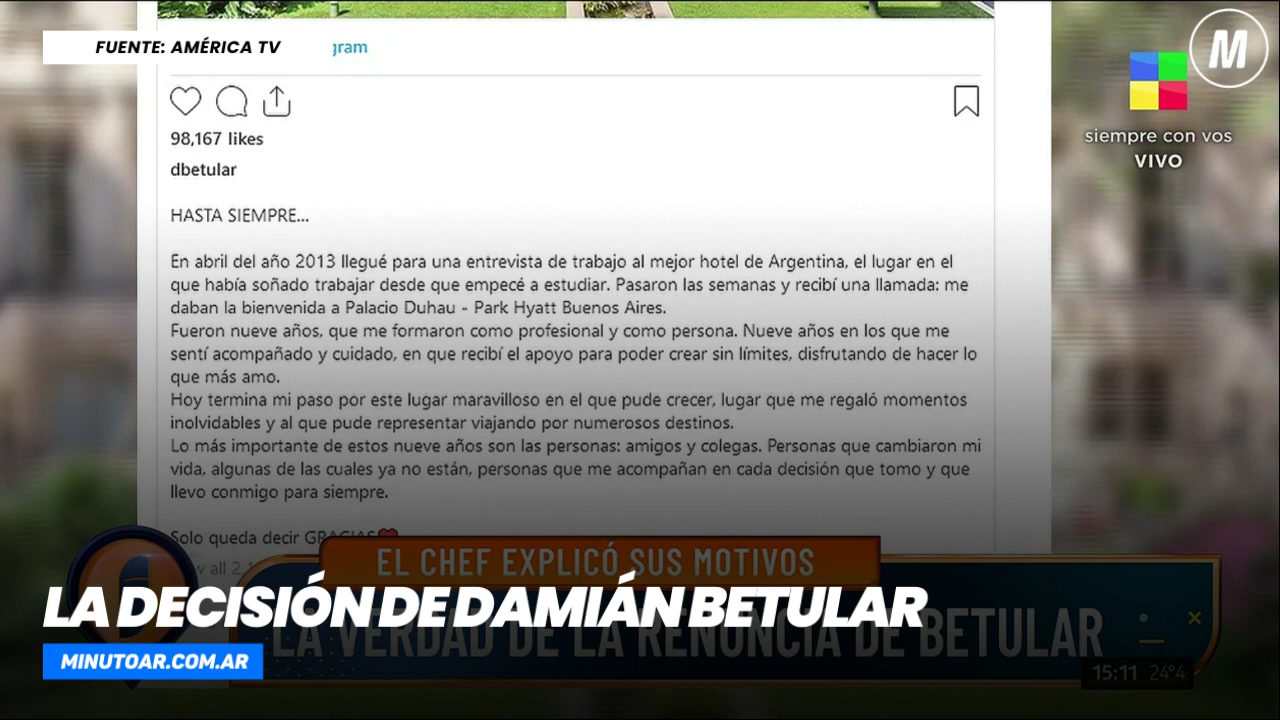 FUENTE: AMÉRICA TV
gram
M
siempre con vos
VIVO
98,167 likes
dbetular
HASTA SIEMPRE...
En abril del año 2013 llegué para una entrevista de trabajo al mejor hotel de Argentina, el lugar en el
que había soñado trabajar desde que empecé a estudiar. Pasaron las semanas y recibí una llamada: me
daban la bienvenida a Palacio Duhau - Park Hyatt Buenos Aires.
Fueron nueve años, que me formaron como profesional y como persona. Nueve años en los que me
sentí acompañado y cuidado, en que recibí el apoyo para poder crear sin límites, disfrutando de hacer lo
que más amo.
Hoy termina mi paso por este lugar maravilloso en el que pude crecer, lugar que me regaló momentos
inolvidables y al que pude representar viajando por numerosos destinos.
Lo más importante de estos nueve años son las personas: amigos y colegas. Personas que cambiaron mi
vida, algunas de las cuales ya no están, personas que me acompañan en cada decisión que tomo y que
llevo conmigo para siempre.
Solo queda decir GRACIAS❤
all 2,1
EL CHEF EXPLICÓ SUS MOTIVOS
LA DECISIÓN DE DAMIÁN BETULAR
LA VERDAD DE LA RENUNCIA DE BETULAR
MINUTOAR.COM.AR
15:11 24°4